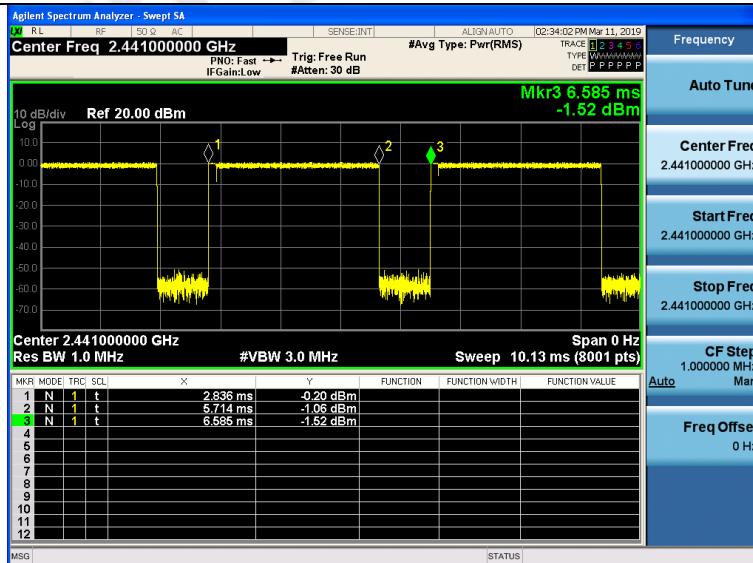 Agilent Spectrum Analyzer - Swept SA
LXI RL RF 50 Ω AC SENSE:INT ALIGN AUTO 02:34:02 PM Mar 11, 2019
Center Freq 2.441000000 GHz #Avg Type: Pwr(RMS) TRACE 1 2 3 4 5 6
PNO: Fast Trig: Free Run TYPE WWWWWW
IFGain:Low #Atten: 30 dB DET P P P P P P
Frequency
Mkr3 6.585 ms
10 dB/div Ref 20.00 dBm -1.52 dBm
Log
10.0
0.00
-10.0
-20.0
-30.0
-40.0
-50.0
-60.0
-70.0
1
2
3
Center 2.441000000 GHz Span 0 Hz
Res BW 1.0 MHz #VBW 3.0 MHz Sweep 10.13 ms (8001 pts)
MKR MODE TRC SCL X Y FUNCTION FUNCTION WIDTH FUNCTION VALUE
1 N 1 t 2.836 ms -0.20 dBm
2 N 1 t 5.714 ms -1.06 dBm
3 N 1 t 6.585 ms -1.52 dBm
4
5
6
7
8
9
10
11
12
Auto Tune
Center Freq
2.441000000 GHz
Start Freq
2.441000000 GHz
Stop Freq
2.441000000 GHz
CF Step
1.000000 MHz
Auto Man
Freq Offset
0 Hz
MSG STATUS